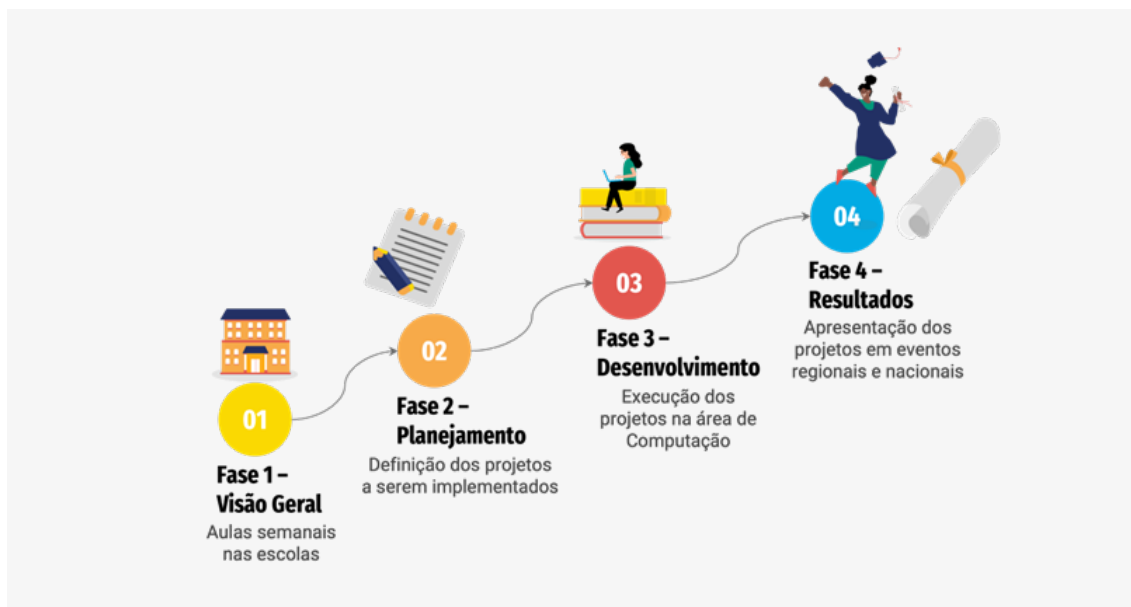 01
Fase 1 –
Visão Geral
Aulas semanais
nas escolas
02
Fase 2 –
Planejamento
Definição dos projetos
a serem implementados
03
Fase 3 –
Desenvolvimento
Execução dos
projetos na área de
Computação
04
Fase 4 –
Resultados
Apresentação dos
projetos em eventos
regionais e nacionais